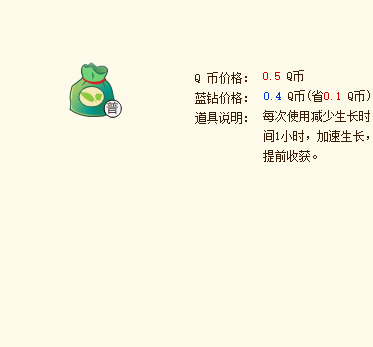 普
Q 币价格： 0.5 Q币
蓝钻价格： 0.4 Q币(省0.1 Q币)
道具说明： 每次使用减少生长时
间1小时，加速生长，
提前收获。